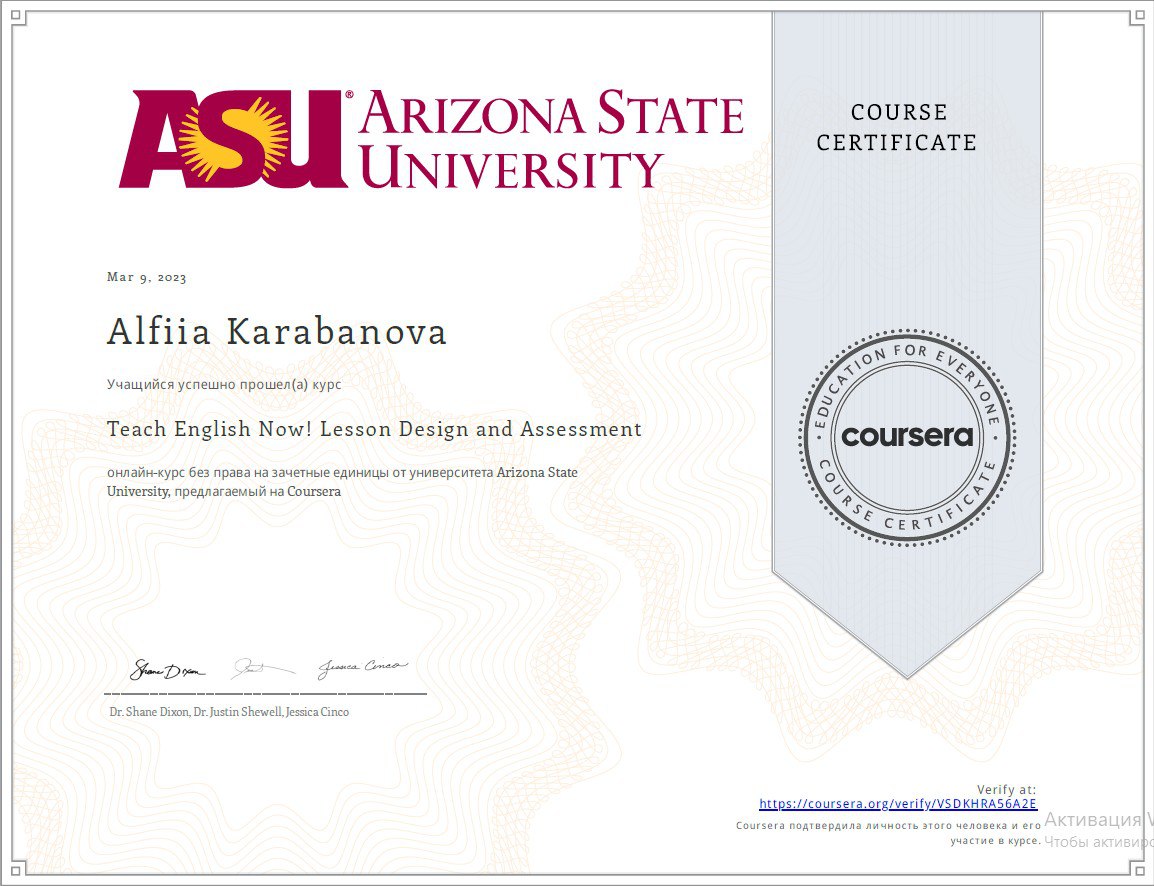 ASU® ARIZONA STATE
UNIVERSITY
COURSE
CERTIFICATE
Mar 9, 2023
Alfiia Karabanova
Учащийся успешно прошел(а) курс
Teach English Now! Lesson Design and Assessment
онлайн-курс без права на зачетные единицы от университета Arizona State
University, предлагаемый на Coursera
EDUCATION FOR EVERYONE
coursera
COURSE CERTIFICATE
Shane Dixon
Jessica Cinco
Dr. Shane Dixon, Dr. Justin Shewell, Jessica Cinco
Verify at:
https://coursera.org/verify/VSDKHRA56A2E
Coursera подтвердила личность этого человека и его
участие в курсе.
Активация W
Чтобы активиро